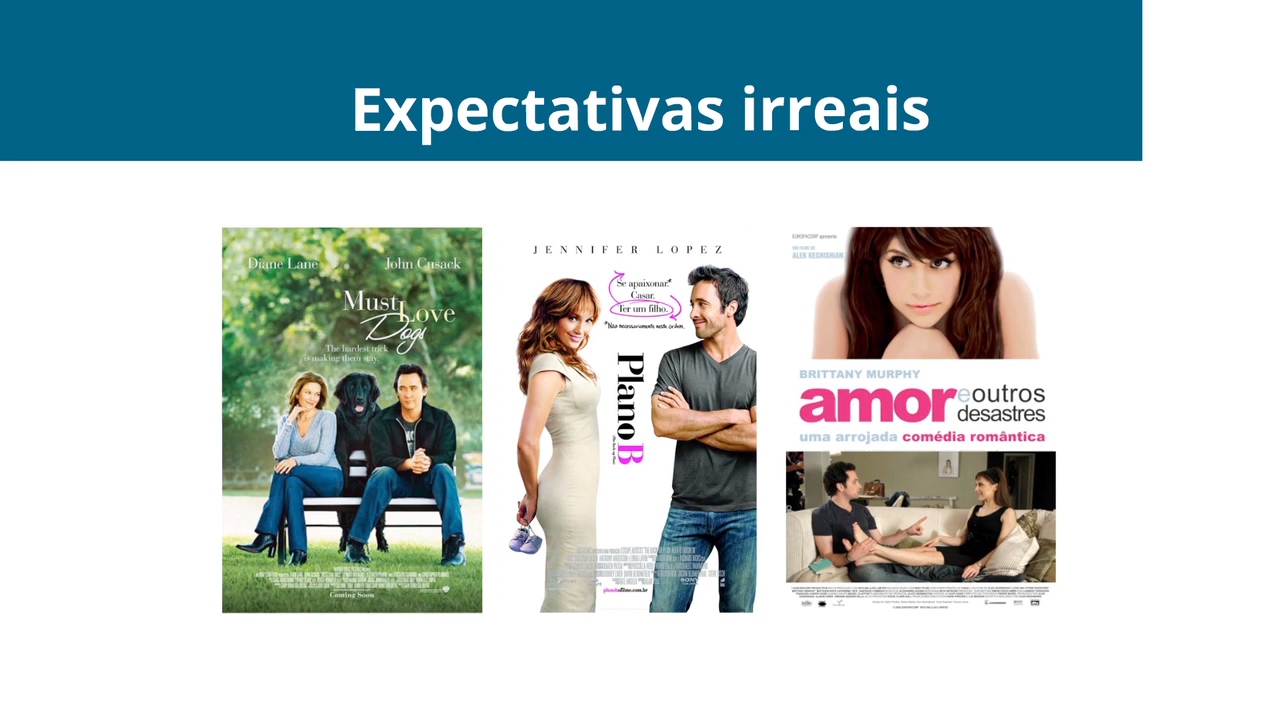 Expectativas irreais
Diane Lane
John Cusack
Must Love
Dogs
The hardest trick
is making them stay.
Coming Soon
JENNIFER LOPEZ
Se apaixonar.*
Casar.
Ter um filho.
*Não necessariamente nesta ordem.
Plano B
SONY
planobofilme.com.br
EUROPACORP apresenta
UM FILME DE
ALEK KESHISHIAN
BRITTANY MURPHY
amor e outros
desastres
uma arrojada comédia romântica